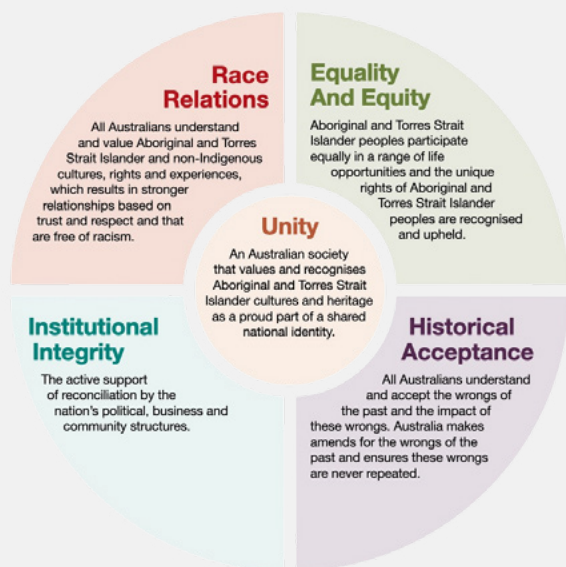 Race
Relations
All Australians understand
and value Aboriginal and Torres
Strait Islander and non-Indigenous
cultures, rights and experiences,
which results in stronger
relationships based on
trust and respect and that
are free of racism.
Equality
And Equity
Aboriginal and Torres Strait
Islander peoples participate
equally in a range of life
opportunities and the unique
rights of Aboriginal and
Torres Strait Islander
peoples are recognised
and upheld.
Unity
An Australian society
that values and recognises
Aboriginal and Torres Strait
Islander cultures and heritage
as a proud part of a shared
national identity.
Institutional
Integrity
The active support
of reconciliation by the
nation's political, business and
community structures.
Historical
Acceptance
All Australians understand
and accept the wrongs of
the past and the impact of
these wrongs. Australia makes
amends for the wrongs of the
past and ensures these wrongs
are never repeated.